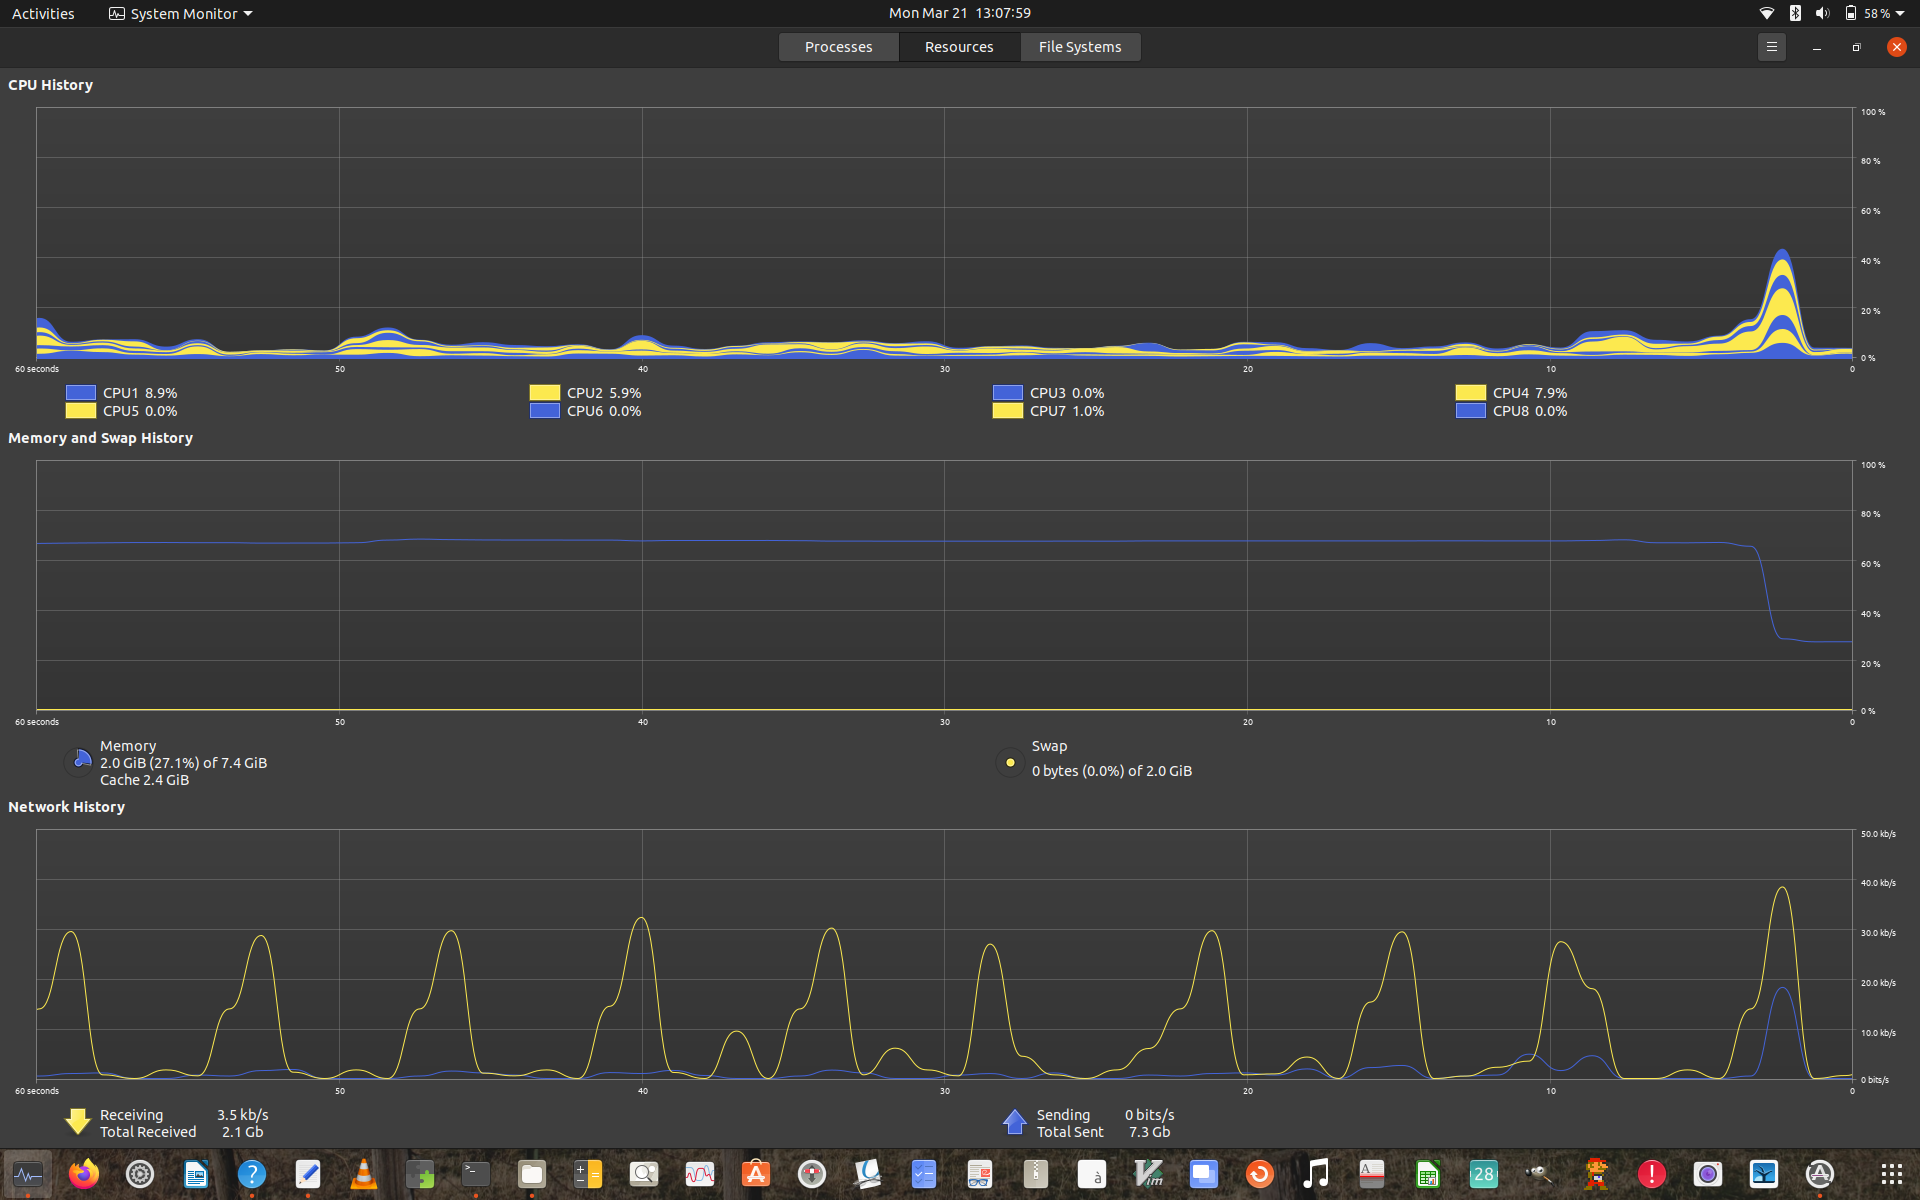 Activities System Monitor Mon Mar 21 13:07:59 58 %
Processes Resources File Systems
CPU History
100 %
80 %
60 %
40 %
20 %
0 %
60 seconds 50 40 30 20 10 0
CPU1 8.9% CPU2 5.9% CPU3 0.0% CPU4 7.9%
CPU5 0.0% CPU6 0.0% CPU7 1.0% CPU8 0.0%
Memory and Swap History
100 %
80 %
60 %
40 %
20 %
0 %
60 seconds 50 40 30 20 10 0
Memory
2.0 GiB (27.1%) of 7.4 GiB
Cache 2.4 GiB
Swap
0 bytes (0.0%) of 2.0 GiB
Network History
50.0 kb/s
40.0 kb/s
30.0 kb/s
20.0 kb/s
10.0 kb/s
0 bits/s
60 seconds 50 40 30 20 10 0
Receiving 3.5 kb/s
Total Received 2.1 Gb
Sending 0 bits/s
Total Sent 7.3 Gb
? >_ à Vim A 28 !